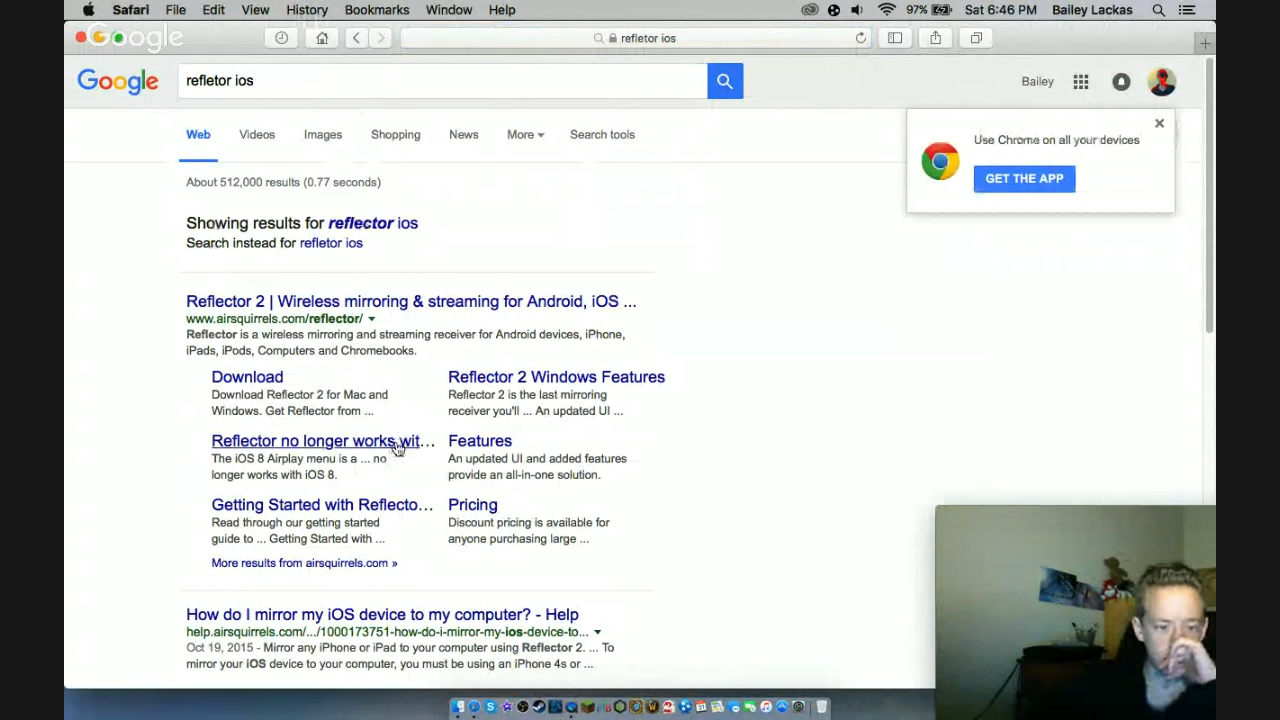 Safari File Edit View History Bookmarks Window Help 97% Sat 6:46 PM Bailey Lackas
Google
refletor ios
Google refletor ios Bailey
Web Videos Images Shopping News More Search tools
Use Chrome on all your devices
GET THE APP
About 512,000 results (0.77 seconds)
Showing results for reflector ios
Search instead for refletor ios
Reflector 2 | Wireless mirroring & streaming for Android, iOS ...
www.airsquirrels.com/reflector/
Reflector is a wireless mirroring and streaming receiver for Android devices, iPhone,
iPads, iPods, Computers and Chromebooks.
Download
Download Reflector 2 for Mac and
Windows. Get Reflector from ...
Reflector 2 Windows Features
Reflector 2 is the last mirroring
receiver you'll ... An updated UI ...
Reflector no longer works wit...
The iOS 8 Airplay menu is a ... no
longer works with iOS 8.
Features
An updated UI and added features
provide an all-in-one solution.
Getting Started with Reflecto...
Read through our getting started
guide to ... Getting Started with ...
Pricing
Discount pricing is available for
anyone purchasing large ...
More results from airsquirrels.com »
How do I mirror my iOS device to my computer? - Help
help.airsquirrels.com/.../1000173751-how-do-i-mirror-my-ios-device-to...
Oct 19, 2015 - Mirror any iPhone or iPad to your computer using Reflector 2. ... To
mirror your iOS device to your computer, you must be using an iPhone 4s or ...